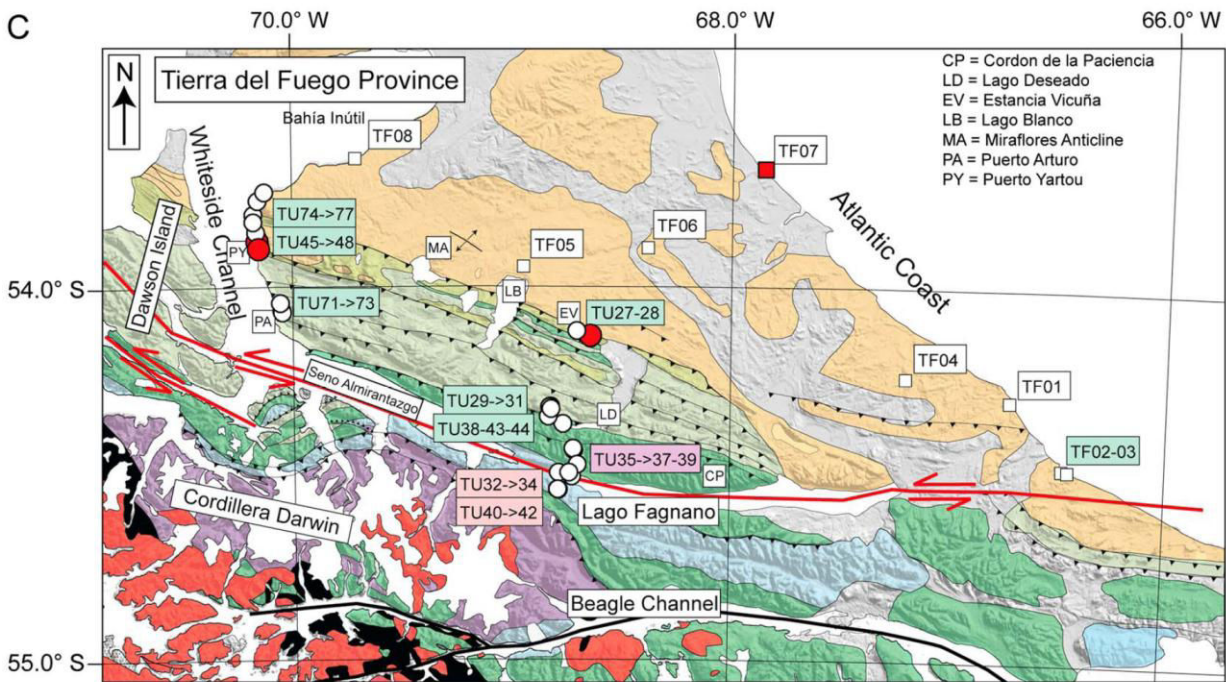 C
70.0° W
68.0° W
66.0° W
N
Tierra del Fuego Province
CP = Cordon de la Paciencia
LD = Lago Deseado
EV = Estancia Vicuña
LB = Lago Blanco
MA = Miraflores Anticline
PA = Puerto Arturo
PY = Puerto Yartou
Bahía Inútil
TF08
TF07
Whiteside Channel
Atlantic Coast
TU74->77
TU45->48
PY
MA
TF05
TF06
Dawson Island
54.0° S
LB
TU71->73
PA
EV
TU27-28
Seno Almirantazgo
TF04
TF01
TU29->31
TU38-43-44
LD
TU35->37-39
CP
TF02-03
TU32->34
TU40->42
Lago Fagnano
Cordillera Darwin
Beagle Channel
55.0° S